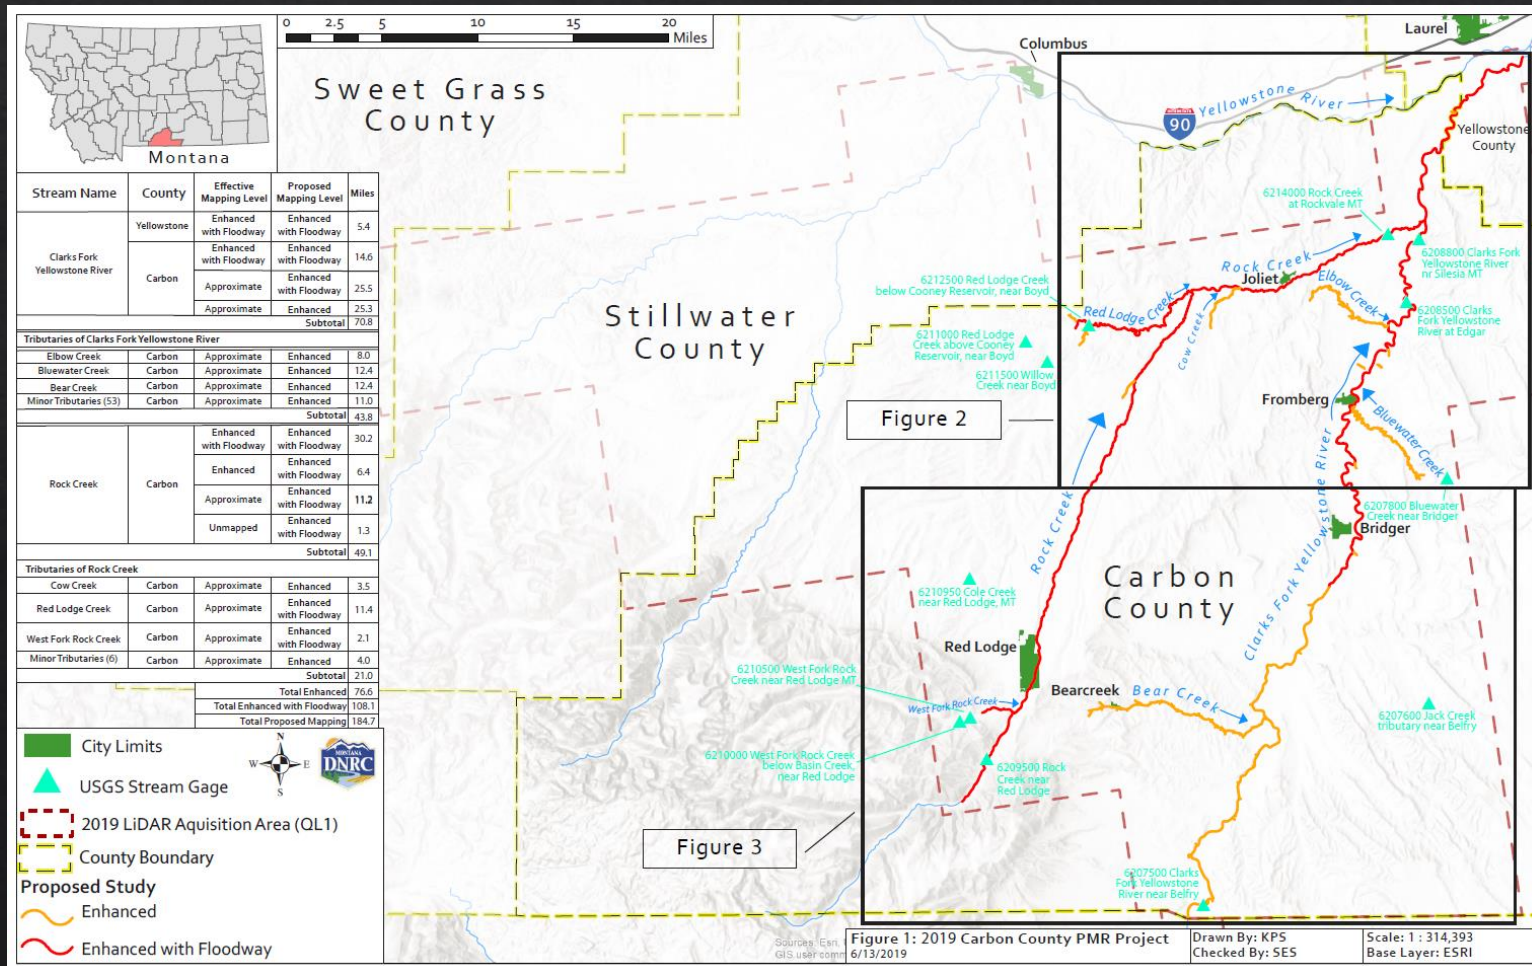 0 2.5 5 10 15 20
Miles
Montana
Sweet Grass
County
Columbus
Laurel
Yellowstone River
90
Yellowstone
County
Stream Name County Effective Mapping Level Proposed Mapping Level Miles
Clarks Fork Yellowstone River Yellowstone Enhanced with Floodway Enhanced with Floodway 5.4
Carbon Enhanced with Floodway Enhanced with Floodway 14.6
Approximate Enhanced with Floodway 25.5
Approximate Enhanced 25.3
Subtotal 70.8
Tributaries of Clarks Fork Yellowstone River
Elbow Creek Carbon Approximate Enhanced 8.0
Bluewater Creek Carbon Approximate Enhanced 12.4
Bear Creek Carbon Approximate Enhanced 12.4
Minor Tributaries (53) Carbon Approximate Enhanced 11.0
Subtotal 43.8
Rock Creek Carbon Enhanced with Floodway Enhanced with Floodway 30.2
Enhanced Enhanced with Floodway 6.4
Approximate Enhanced with Floodway 11.2
Unmapped Enhanced with Floodway 1.3
Subtotal 49.1
Tributaries of Rock Creek
Cow Creek Carbon Approximate Enhanced 3.5
Red Lodge Creek Carbon Approximate Enhanced with Floodway 11.4
West Fork Rock Creek Carbon Approximate Enhanced with Floodway 2.1
Minor Tributaries (6) Carbon Approximate Enhanced 4.0
Subtotal 21.0
Total Enhanced 76.6
Total Enhanced with Floodway 108.1
Total Proposed Mapping 184.7
City Limits
USGS Stream Gage
2019 LiDAR Aquisition Area (QL1)
County Boundary
Proposed Study
Enhanced
Enhanced with Floodway
N
W E
S
MONTANA
DNRC
Stillwater
County
6214000 Rock Creek
at Rockvale MT
6208800 Clarks Fork
Yellowstone River
nr Silesia MT
Rock Creek
Joliet
Elbow Creek
6212500 Red Lodge Creek
below Cooney Reservoir, near Boyd
Red Lodge Creek
Cow Creek
6208500 Clarks
Fork Yellowstone
River at Edgar
6211000 Red Lodge
Creek above Cooney
Reservoir, near Boyd
6211500 Willow
Creek near Boyd
Figure 2
Fromberg
Bluewater Creek
6207800 Bluewater
Creek near Bridger
Bridger
Rock Creek
Clarks Fork Yellowstone River
Carbon
County
6210950 Cole Creek
near Red Lodge, MT
Red Lodge
6210500 West Fork Rock
Creek near Red Lodge MT
West Fork Rock Creek
Bearcreek
Bear Creek
6207600 Jack Creek
tributary near Belfry
6210000 West Fork Rock Creek
below Basin Creek,
near Red Lodge
6209500 Rock
Creek near
Red Lodge
Figure 3
6207500 Clarks
Fork Yellowstone
River near Belfry
Sources: Esri,
GIS user comm
Figure 1: 2019 Carbon County PMR Project
6/13/2019
Drawn By: KPS
Checked By: SES
Scale: 1 : 314,393
Base Layer: ESRI